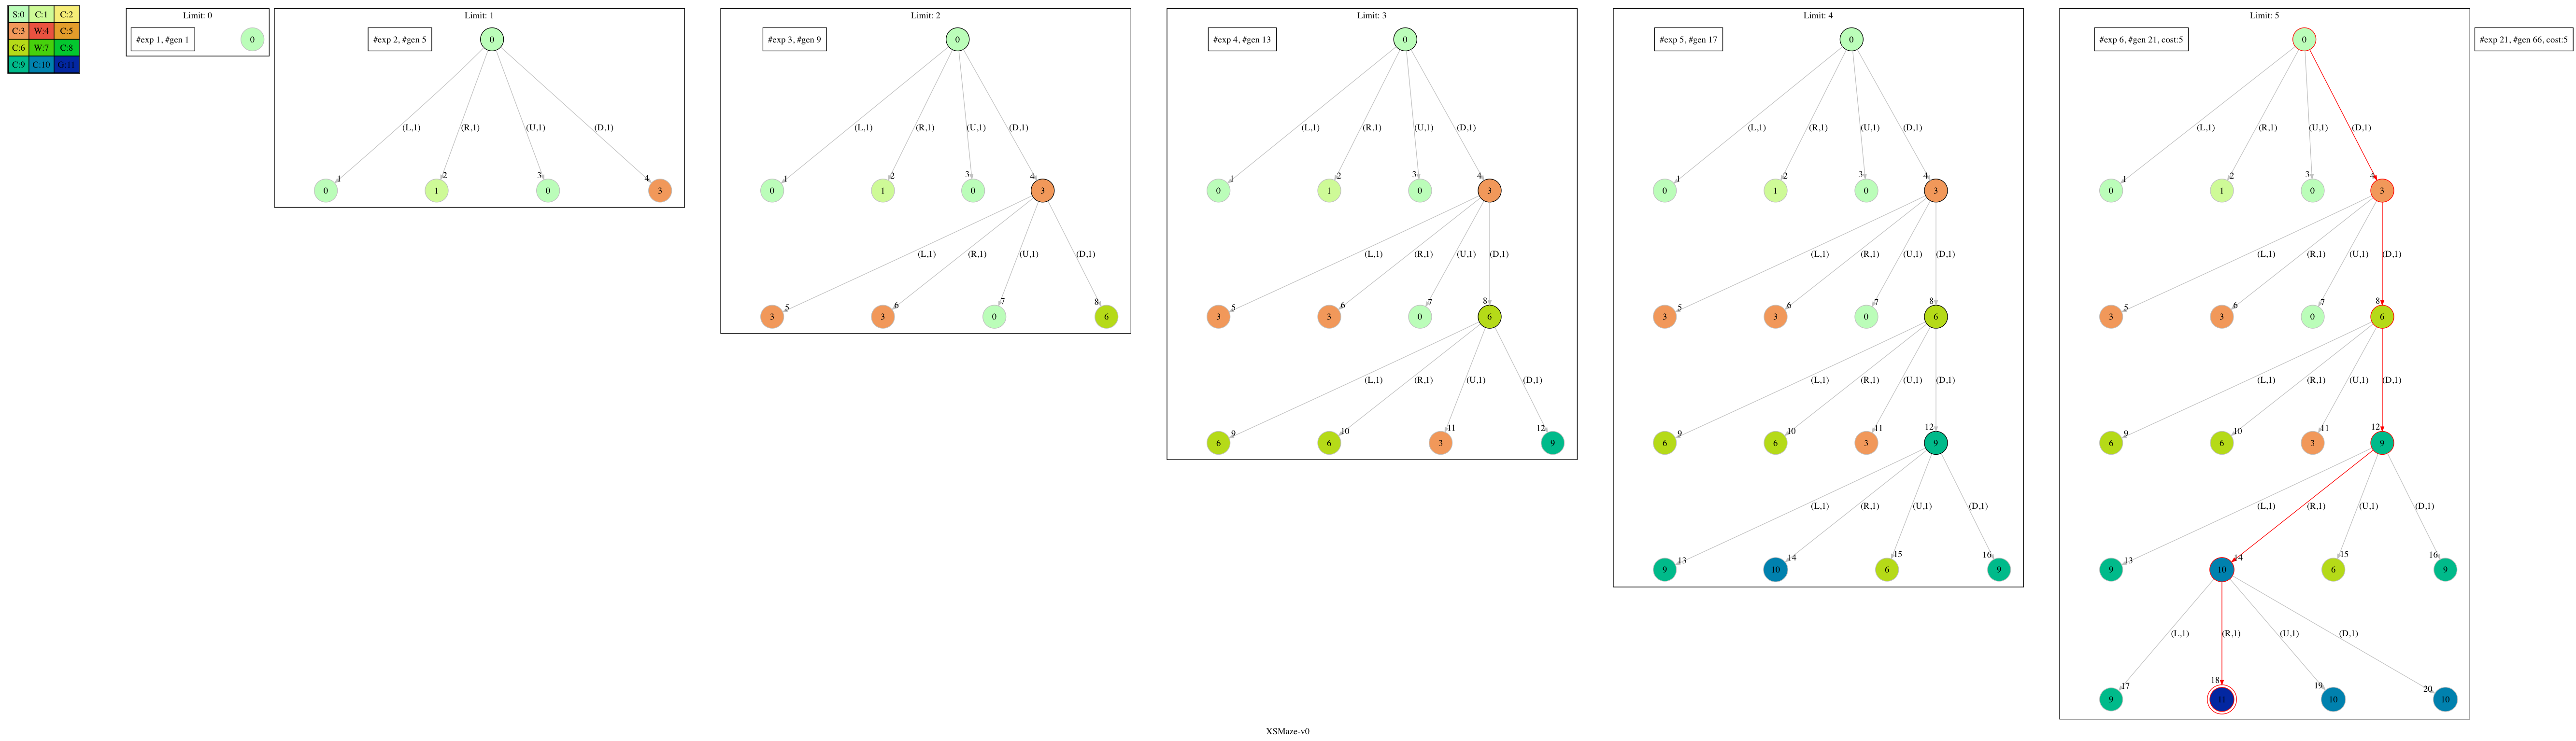 S:0 C:1 C:2
C:3 W:4 C:5
C:6 W:7 C:8
C:9 C:10 G:11
Limit: 0
#exp 1, #gen 1
0
Limit: 1
#exp 2, #gen 5
0
(L,1) (R,1) (U,1) (D,1)
1 2 3 4
0 1 0 3
Limit: 2
#exp 3, #gen 9
0
(L,1) (R,1) (U,1) (D,1)
1 2 3 4
0 1 0 3
(L,1) (R,1) (U,1) (D,1)
5 6 7 8
3 3 0 6
Limit: 3
#exp 4, #gen 13
0
(L,1) (R,1) (U,1) (D,1)
1 2 3 4
0 1 0 3
(L,1) (R,1) (U,1) (D,1)
5 6 7 8
3 3 0 6
(L,1) (R,1) (U,1) (D,1)
9 10 11 12
6 6 3 9
Limit: 4
#exp 5, #gen 17
0
(L,1) (R,1) (U,1) (D,1)
1 2 3 4
0 1 0 3
(L,1) (R,1) (U,1) (D,1)
5 6 7 8
3 3 0 6
(L,1) (R,1) (U,1) (D,1)
9 10 11 12
6 6 3 9
(L,1) (R,1) (U,1) (D,1)
13 14 15 16
9 10 6 9
Limit: 5
#exp 6, #gen 21, cost:5
0
(L,1) (R,1) (U,1) (D,1)
1 2 3 4
0 1 0 3
(L,1) (R,1) (U,1) (D,1)
5 6 7 8
3 3 0 6
(L,1) (R,1) (U,1) (D,1)
9 10 11 12
6 6 3 9
(L,1) (R,1) (U,1) (D,1)
13 14 15 16
9 10 6 9
(L,1) (R,1) (U,1) (D,1)
17 18 19 20
9 11 10 10
#exp 21, #gen 66, cost:5
XSMaze-v0